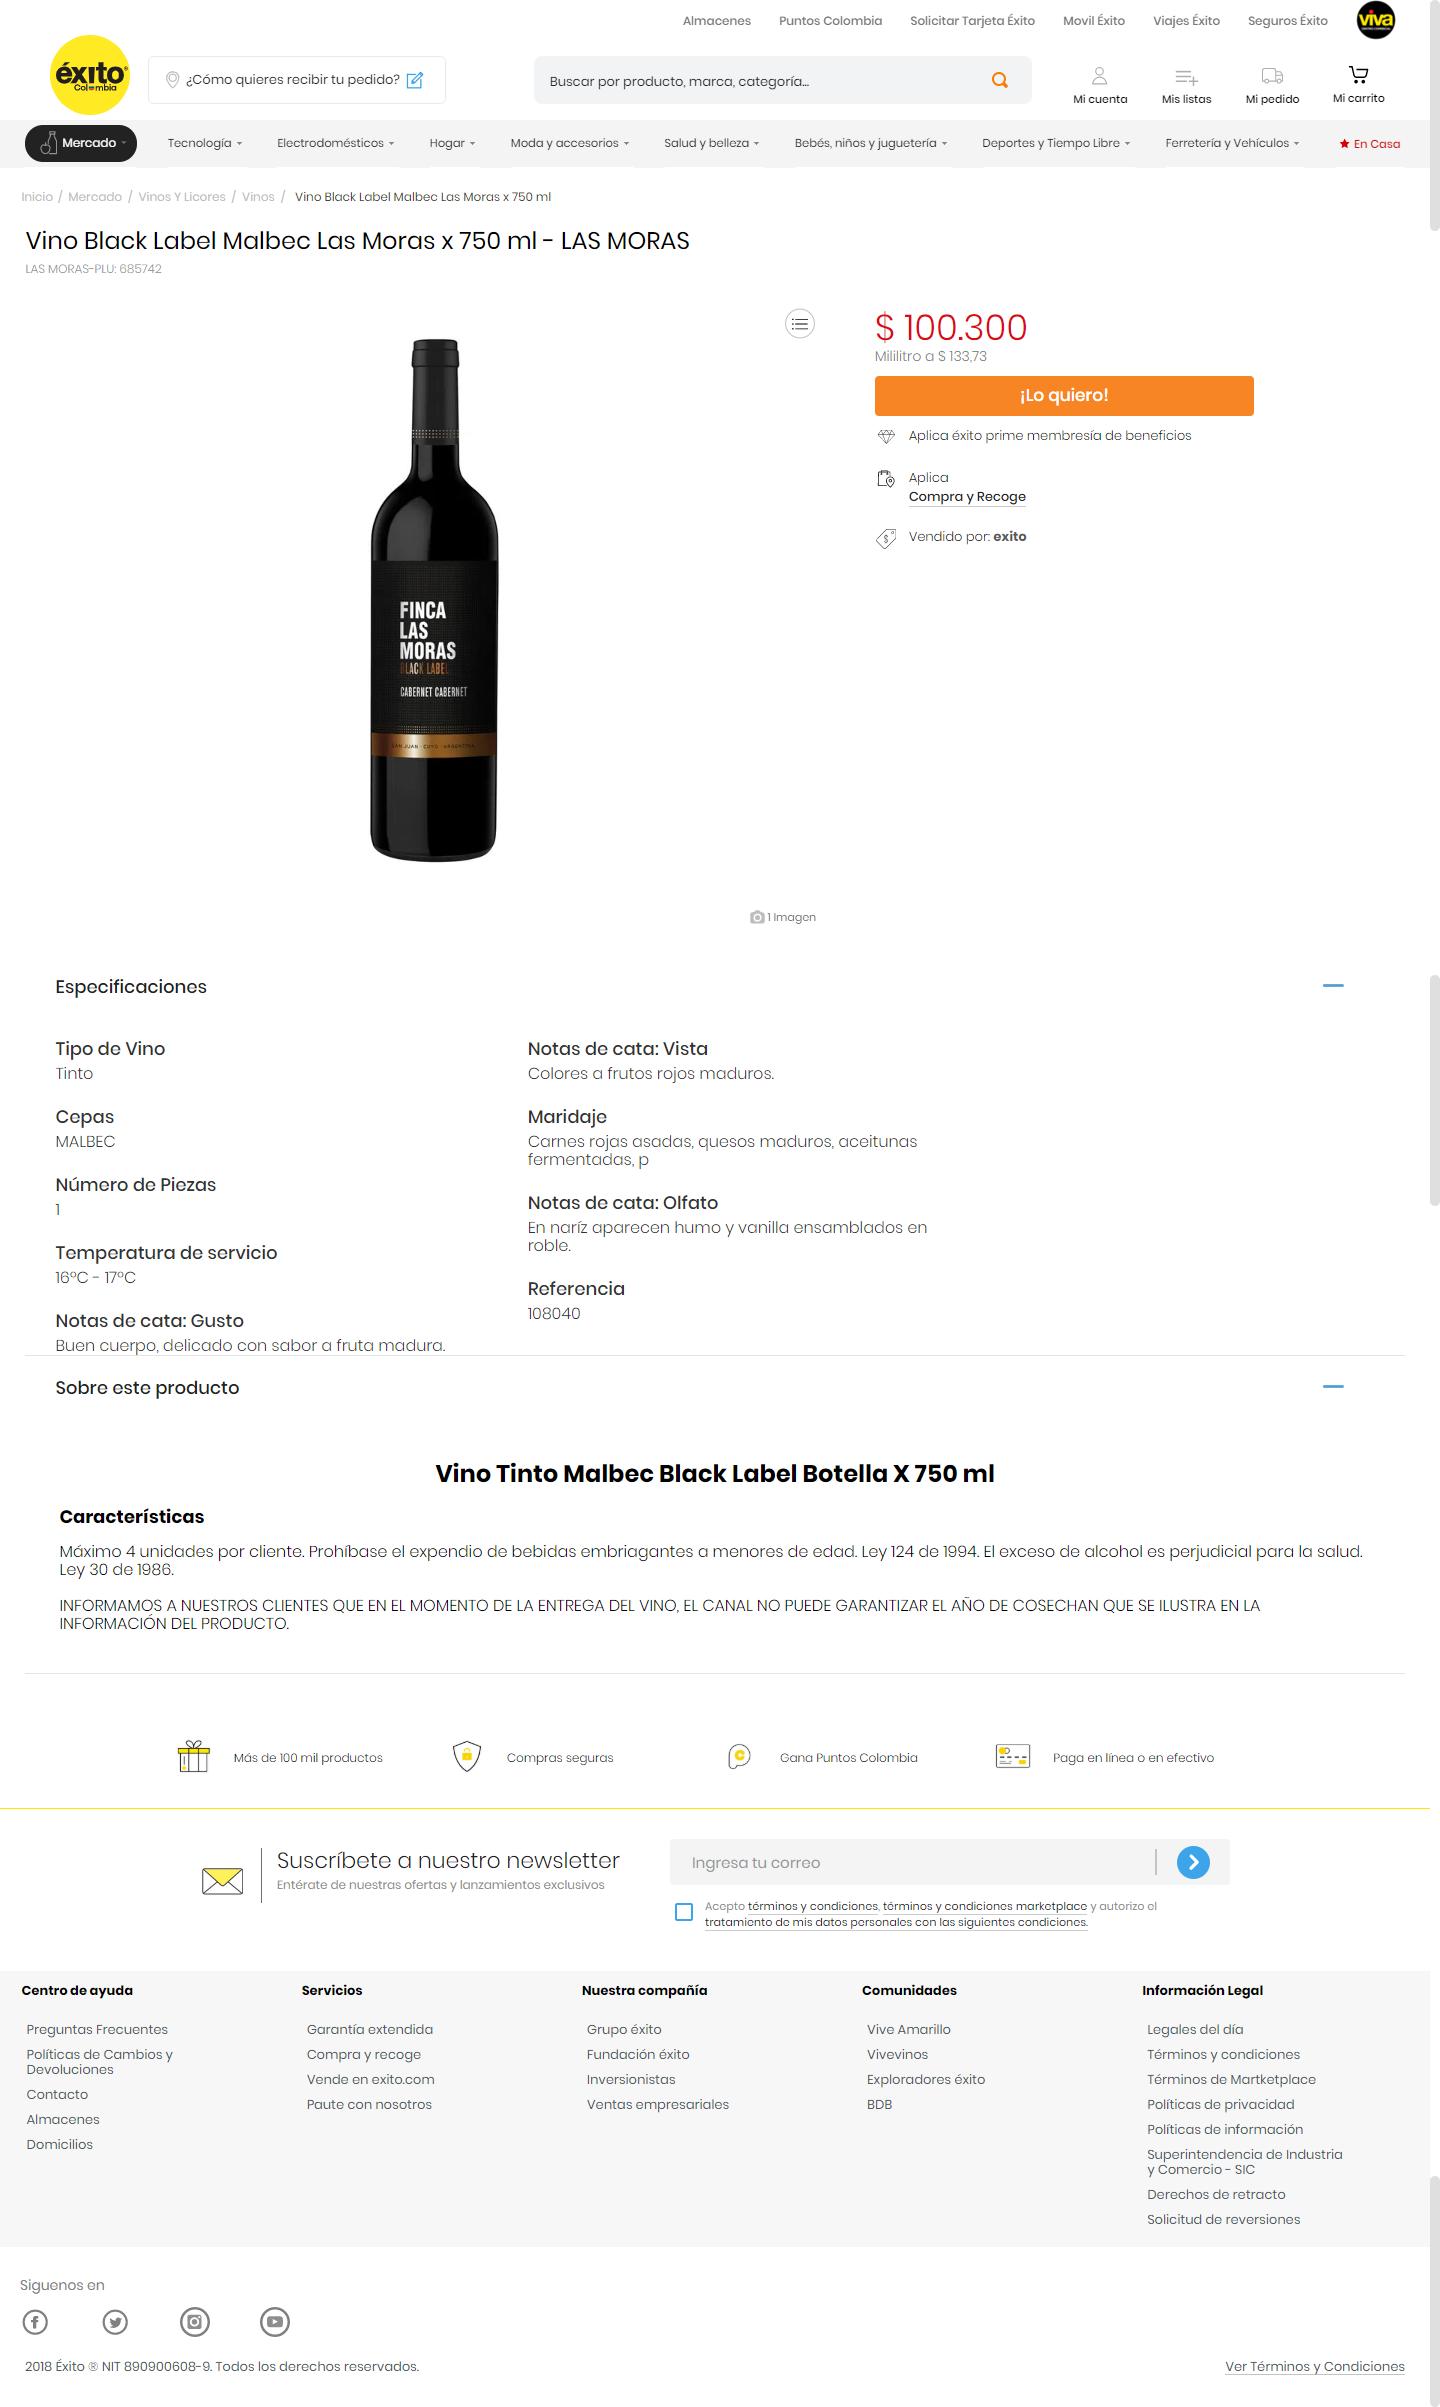 Almacenes Puntos Colombia Solicitar Tarjeta Éxito Movil Éxito Viajes Éxito Seguros Éxito viva
éxito
Colombia
¿Cómo quieres recibir tu pedido?
Buscar por producto, marca, categoría...
Mi cuenta Mis listas Mi pedido Mi carrito
Mercado Tecnología Electrodomésticos Hogar Moda y accesorios Salud y belleza Bebés, niños y juguetería Deportes y Tiempo Libre Ferretería y Vehículos En Casa
Inicio / Mercado / Vinos Y Licores / Vinos / Vino Black Label Malbec Las Moras x 750 ml
Vino Black Label Malbec Las Moras x 750 ml - LAS MORAS
LAS MORAS-PLU: 685742
FINCA
LAS
MORAS
BLACK LABEL
CABERNET CABERNET
SAN JUAN · CUYO · ARGENTINA
1 Imagen
$ 100.300
Mililitro a $ 133,73
¡Lo quiero!
Aplica éxito prime membresía de beneficios
Aplica
Compra y Recoge
Vendido por: exito
Especificaciones
Tipo de Vino
Tinto
Cepas
MALBEC
Número de Piezas
1
Temperatura de servicio
16°C - 17°C
Notas de cata: Gusto
Buen cuerpo, delicado con sabor a fruta madura.
Notas de cata: Vista
Colores a frutos rojos maduros.
Maridaje
Carnes rojas asadas, quesos maduros, aceitunas
fermentadas, p
Notas de cata: Olfato
En naríz aparecen humo y vanilla ensamblados en
roble.
Referencia
108040
Sobre este producto
Vino Tinto Malbec Black Label Botella X 750 ml
Características
Máximo 4 unidades por cliente. Prohíbase el expendio de bebidas embriagantes a menores de edad. Ley 124 de 1994. El exceso de alcohol es perjudicial para la salud.
Ley 30 de 1986.
INFORMAMOS A NUESTROS CLIENTES QUE EN EL MOMENTO DE LA ENTREGA DEL VINO, EL CANAL NO PUEDE GARANTIZAR EL AÑO DE COSECHAN QUE SE ILUSTRA EN LA
INFORMACIÓN DEL PRODUCTO.
Más de 100 mil productos Compras seguras Gana Puntos Colombia Paga en línea o en efectivo
Suscríbete a nuestro newsletter
Entérate de nuestras ofertas y lanzamientos exclusivos
Ingresa tu correo
Acepto términos y condiciones, términos y condiciones marketplace y autorizo el
tratamiento de mis datos personales con las siguientes condiciones.
Centro de ayuda
Preguntas Frecuentes
Políticas de Cambios y
Devoluciones
Contacto
Almacenes
Domicilios
Servicios
Garantía extendida
Compra y recoge
Vende en exito.com
Paute con nosotros
Nuestra compañía
Grupo éxito
Fundación éxito
Inversionistas
Ventas empresariales
Comunidades
Vive Amarillo
Vivevinos
Exploradores éxito
BDB
Información Legal
Legales del día
Términos y condiciones
Términos de Martketplace
Políticas de privacidad
Políticas de información
Superintendencia de Industria
y Comercio - SIC
Derechos de retracto
Solicitud de reversiones
Siguenos en
2018 Éxito ® NIT 890900608-9. Todos los derechos reservados.
Ver Términos y Condiciones